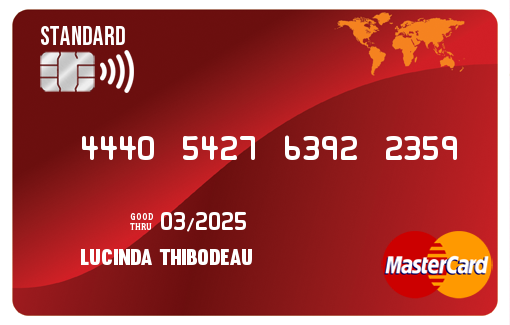 STANDARD
4440 5427 6392 2359
GOOD THRU 03/2025
LUCINDA THIBODEAU
MasterCard